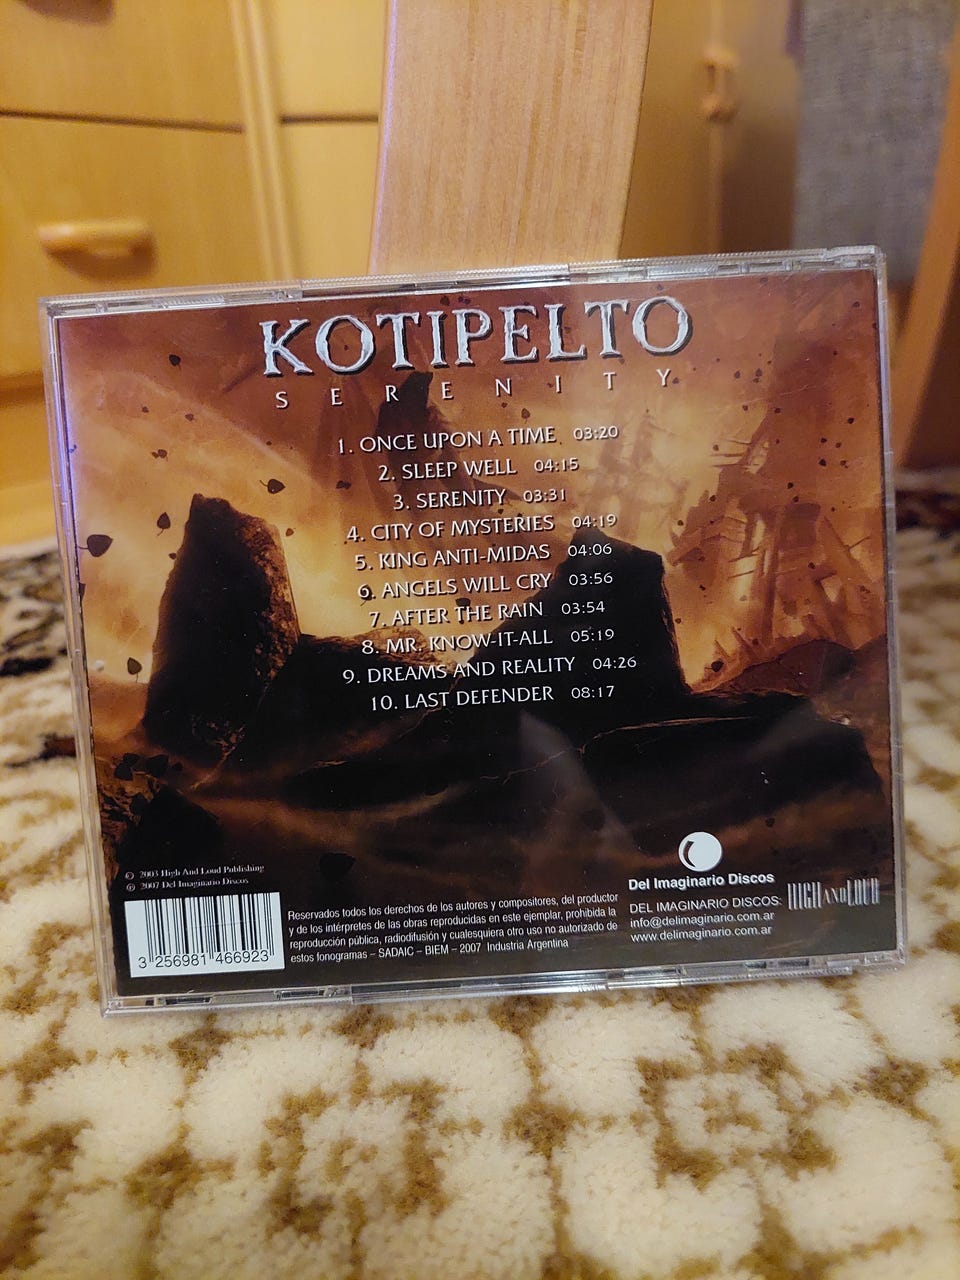 KOTIPELTO
SERENITY
1. ONCE UPON A TIME 03:20
2. SLEEP WELL 04:15
3. SERENITY 03:31
4. CITY OF MYSTERIES 04:19
5. KING ANTI-MIDAS 04:06
6. ANGELS WILL CRY 03:56
7. AFTER THE RAIN 03:54
8. MR. KNOW-IT-ALL 05:19
9. DREAMS AND REALITY 04:26
10. LAST DEFENDER 08:17
© 2003 High And Loud Publishing
℗ 2007 Del Imaginario Discos
3 256981 466923
Reservados todos los derechos de los autores y compositores, del productor
y de los intérpretes de las obras reproducidas en este ejemplar, prohibida la
reproducción pública, radiodifusión y cualesquiera otro uso no autorizado de
estos fonogramas – SADAIC – BIEM – 2007 Industria Argentina
Del Imaginario Discos
DEL IMAGINARIO DISCOS:
info@delimaginario.com.ar
www.delimaginario.com.ar
HIGH AND LOUD